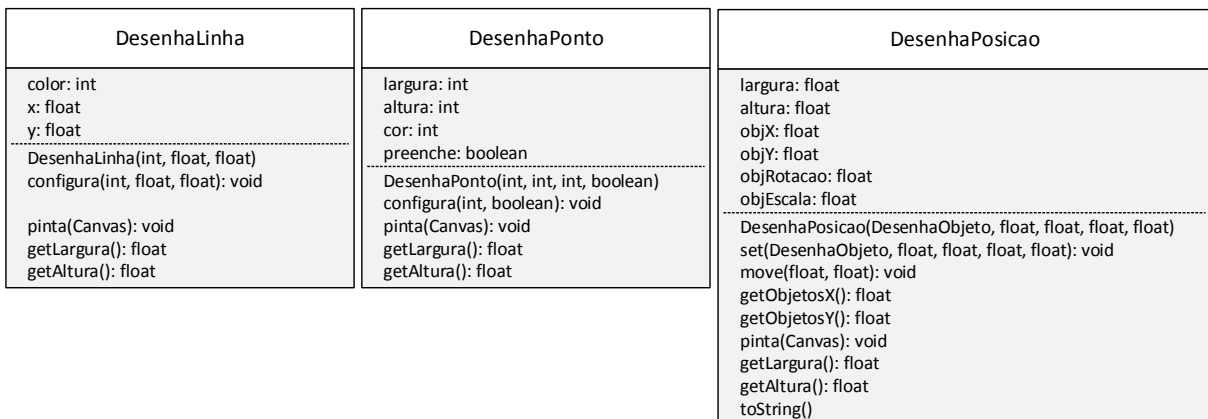 DesenhaLinha
color: int
x: float
y: float
DesenhaLinha(int, float, float)
configura(int, float, float): void
pinta(Canvas): void
getLargura(): float
getAltura(): float
DesenhaPonto
largura: int
altura: int
cor: int
preenche: boolean
DesenhaPonto(int, int, int, boolean)
configura(int, boolean): void
pinta(Canvas): void
getLargura(): float
getAltura(): float
DesenhaPosicao
largura: float
altura: float
objX: float
objY: float
objRotacao: float
objEscala: float
DesenhaPosicao(DesenhaObjeto, float, float, float, float)
set(DesenhaObjeto, float, float, float, float): void
move(float, float): void
getObjetosX(): float
getObjetosY(): float
pinta(Canvas): void
getLargura(): float
getAltura(): float
toString()